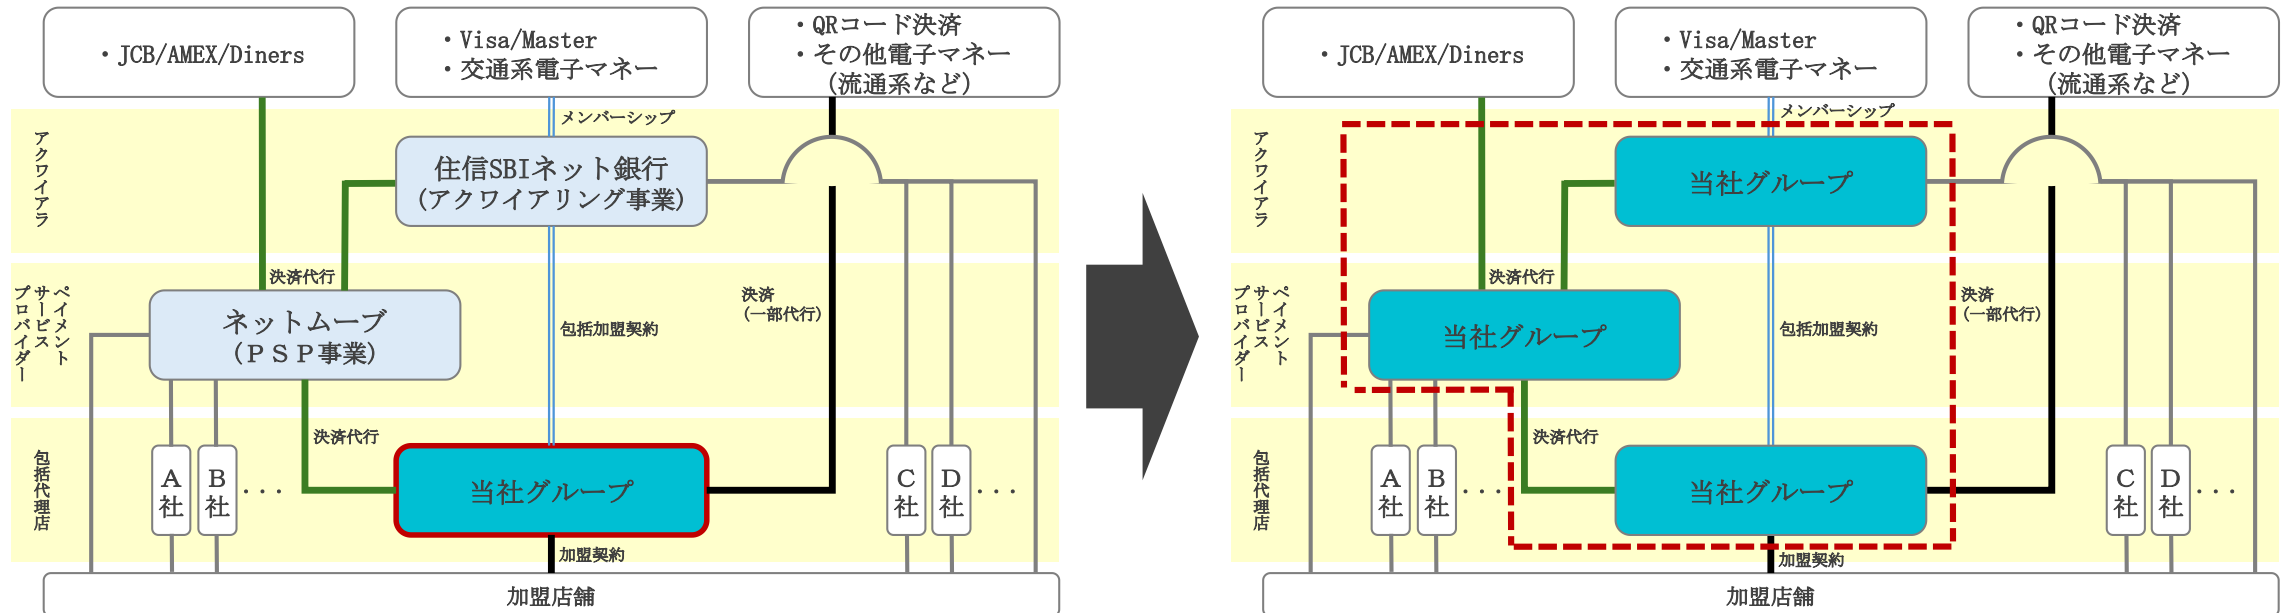 ・JCB/AMEX/Diners
・Visa/Master
・交通系電子マネー
・QRコード決済
・その他電子マネー
(流通系など)
メンバーシップ
アクワイアラ
住信SBIネット銀行
(アクワイアリング事業)
決済代行
ペイメント
サービス
プロバイダー
ネットムーブ
(ＰＳＰ事業)
包括加盟契約
決済
(一部代行)
決済代行
包括代理店
Ａ社
Ｂ社
・・・
当社グループ
Ｃ社
Ｄ社
・・・
加盟契約
加盟店舗
・JCB/AMEX/Diners
・Visa/Master
・交通系電子マネー
・QRコード決済
・その他電子マネー
(流通系など)
メンバーシップ
アクワイアラ
当社グループ
決済代行
ペイメント
サービス
プロバイダー
当社グループ
包括加盟契約
決済
(一部代行)
決済代行
包括代理店
Ａ社
Ｂ社
・・・
当社グループ
Ｃ社
Ｄ社
・・・
加盟契約
加盟店舗